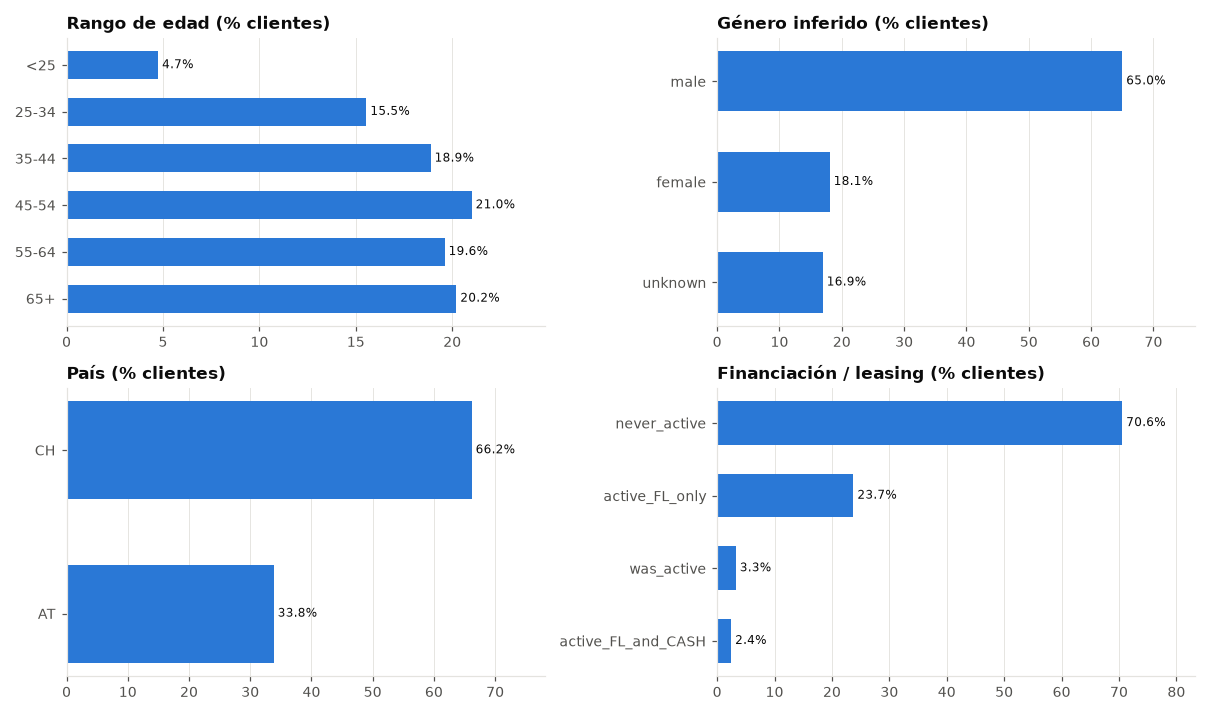 Rango de edad (% clientes)
<25
4.7%
25-34
15.5%
35-44
18.9%
45-54
21.0%
55-64
19.6%
65+
20.2%
0 5 10 15 20
Género inferido (% clientes)
male
65.0%
female
18.1%
unknown
16.9%
0 10 20 30 40 50 60 70
País (% clientes)
CH
66.2%
AT
33.8%
0 10 20 30 40 50 60 70
Financiación / leasing (% clientes)
never_active
70.6%
active_FL_only
23.7%
was_active
3.3%
active_FL_and_CASH
2.4%
0 10 20 30 40 50 60 70 80